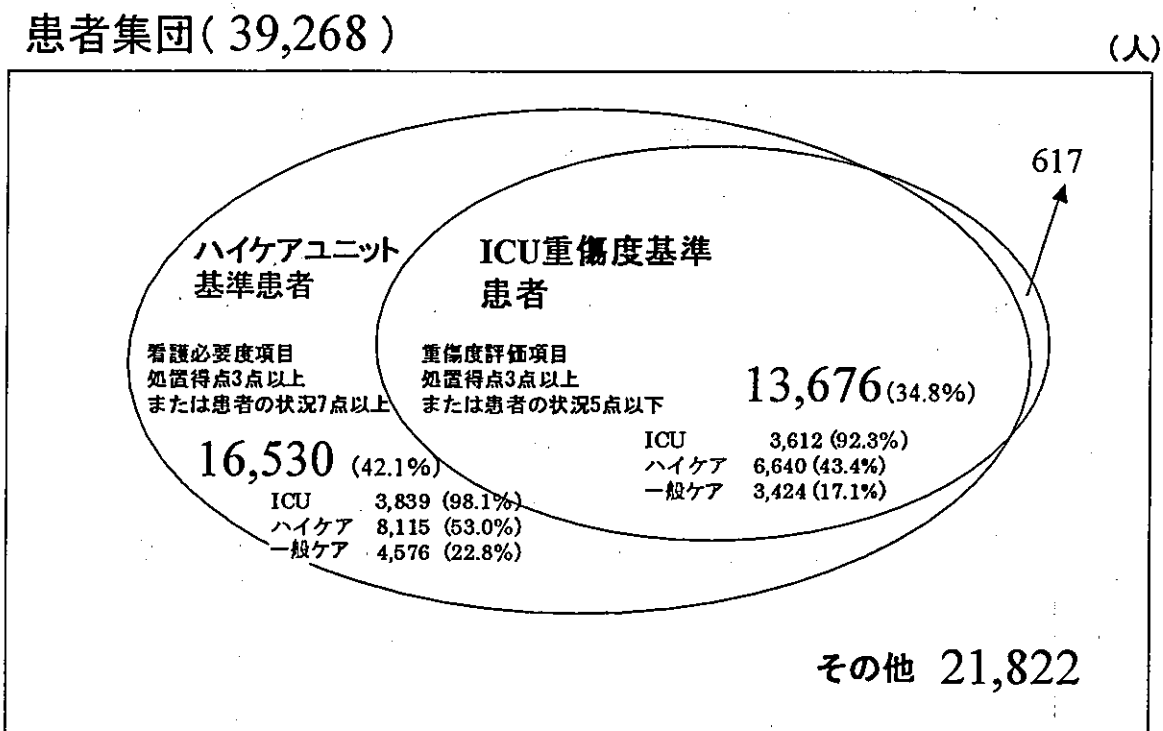 患者集団( 39,268 )
(人)
617
ハイケアユニット
基準患者
ICU重傷度基準
患者
看護必要度項目
処置得点3点以上
または患者の状況7点以上
重傷度評価項目
処置得点3点以上
または患者の状況5点以下
16,530 (42.1%)
ICU 3,839 (98.1%)
ハイケア 8,115 (53.0%)
一般ケア 4,576 (22.8%)
13,676(34.8%)
ICU 3,612 (92.3%)
ハイケア 6,640 (43.4%)
一般ケア 3,424 (17.1%)
その他 21,822